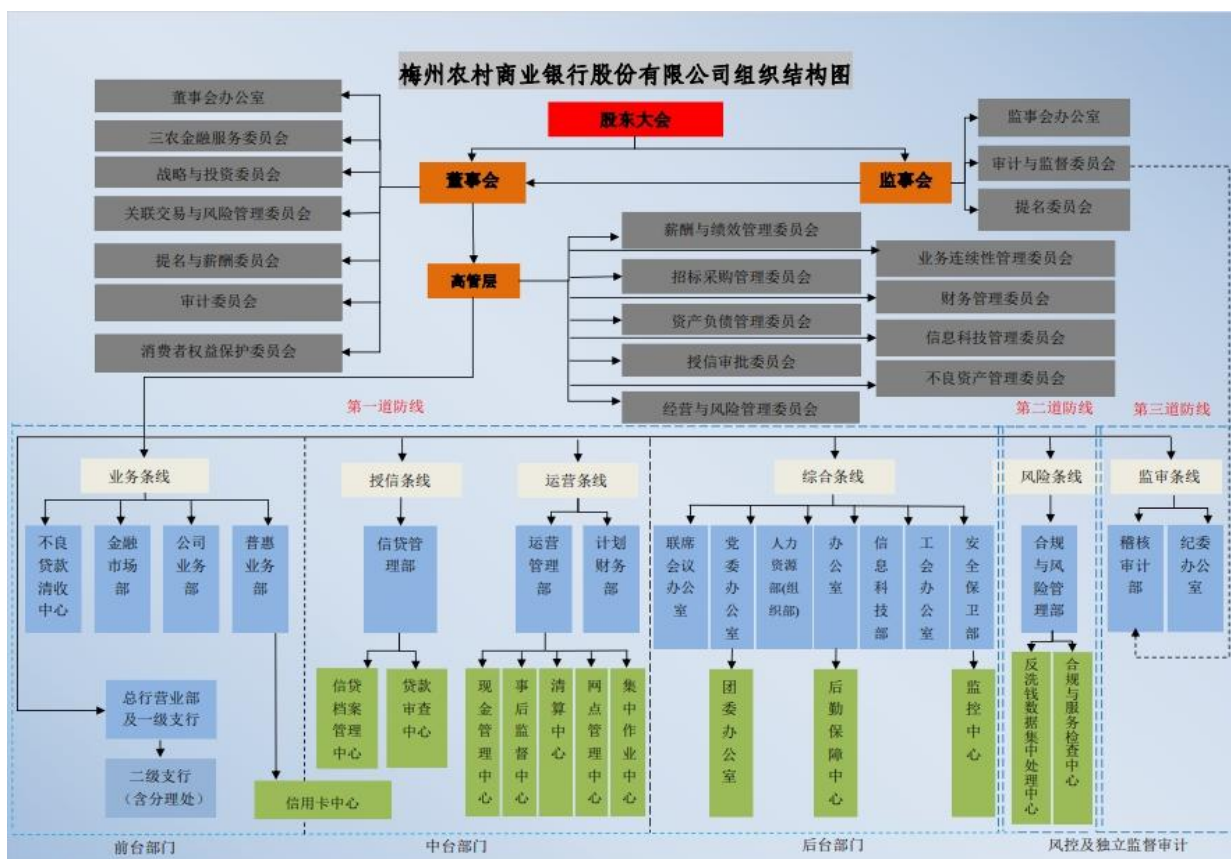 梅州农村商业银行股份有限公司组织结构图
股东大会
董事会
监事会
高管层
董事会办公室
三农金融服务委员会
战略与投资委员会
关联交易与风险管理委员会
提名与薪酬委员会
审计委员会
消费者权益保护委员会
监事会办公室
审计与监督委员会
提名委员会
薪酬与绩效管理委员会
招标采购管理委员会
资产负债管理委员会
授信审批委员会
经营与风险管理委员会
业务连续性管理委员会
财务管理委员会
信息科技管理委员会
不良资产管理委员会
第一道防线
第二道防线
第三道防线
业务条线
授信条线
运营条线
综合条线
风险条线
监审条线
不良
贷款
清收
中心
金融
市场
部
公司
业务
部
普惠
业务
部
信贷管
理部
运营
管理
部
计划
财务
部
联席
会议
办公
室
党
委
办
公
室
人力
资源
部(组
织部)
办
公
室
信
息
科
技
部
工
会
办
公
室
安
全
保
卫
部
合规
与风
险管
理部
稽核
审计
部
纪委
办公
室
总行营业部
及一级支行
二级支行
（含分理处）
信用卡中心
信贷
档案
管理
中心
贷款
审查
中心
现
金
管
理
中
心
事
后
监
督
中
心
清
算
中
心
网
点
管
理
中
心
集
中
作
业
中
心
团
委
办
公
室
后
勤
保
障
中
心
监
控
中
心
反
洗
钱
数
据
集
中
处
理
中
心
合
规
与
服
务
检
查
中
心
前台部门
中台部门
后台部门
风控及独立监督审计